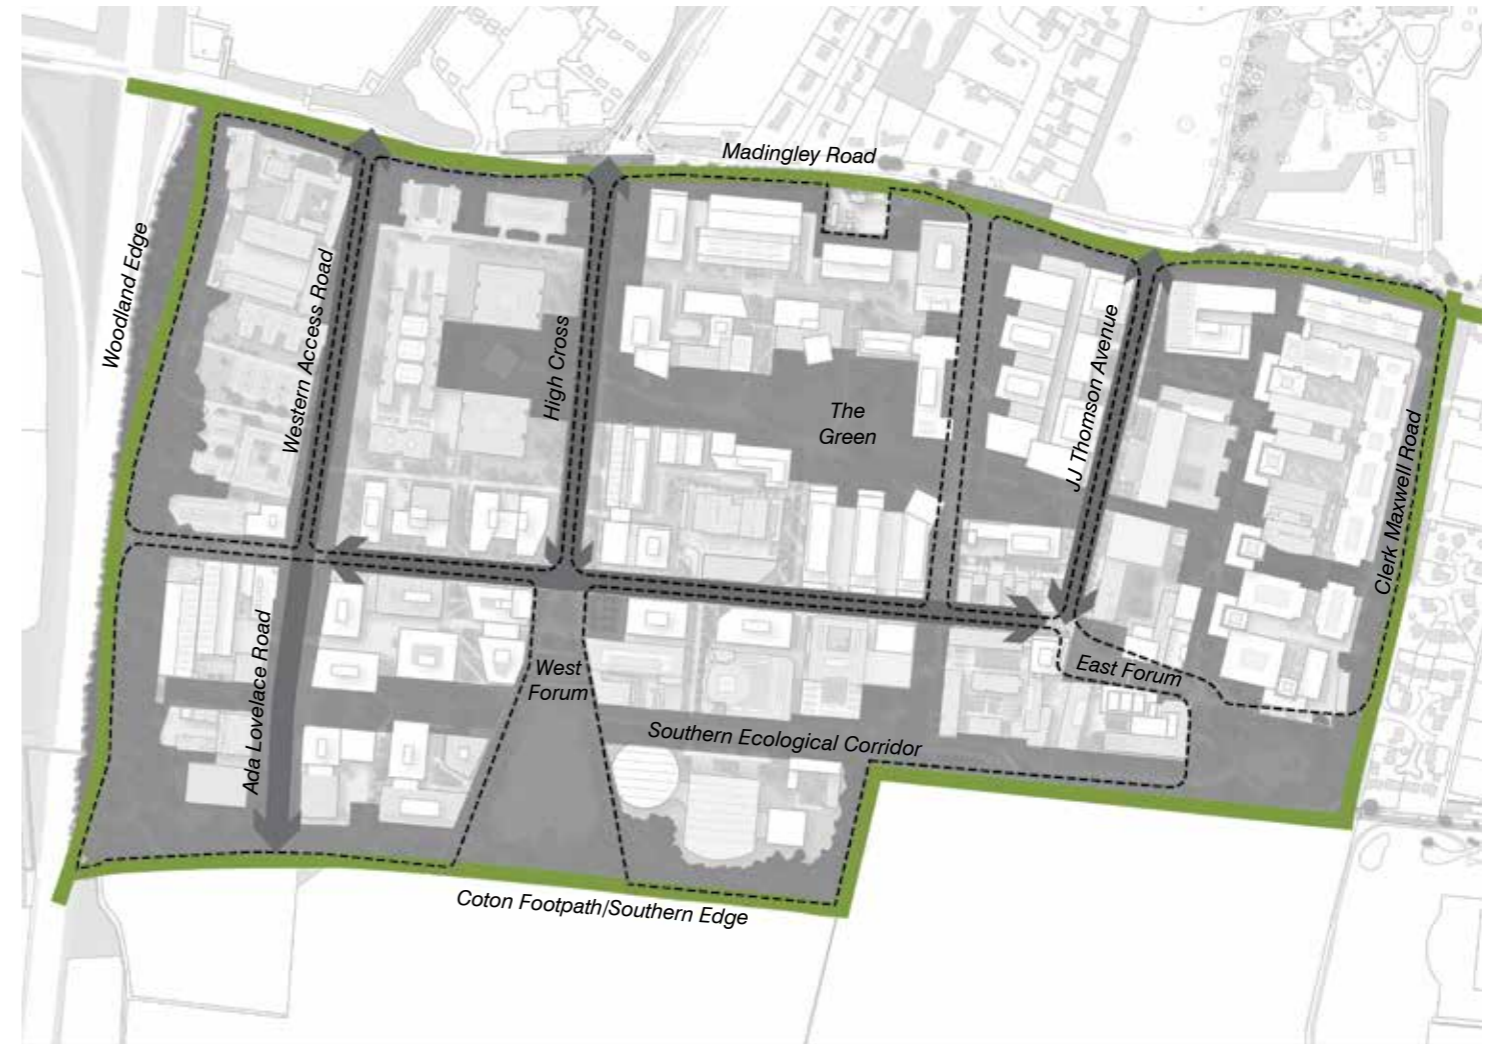 Madingley Road
Woodland Edge
Western Access Road
High Cross
JJ Thomson Avenue
The
Green
Clerk Maxwell Road
Ada Lovelace Road
West
Forum
East Forum
Southern Ecological Corridor
Coton Footpath/Southern Edge